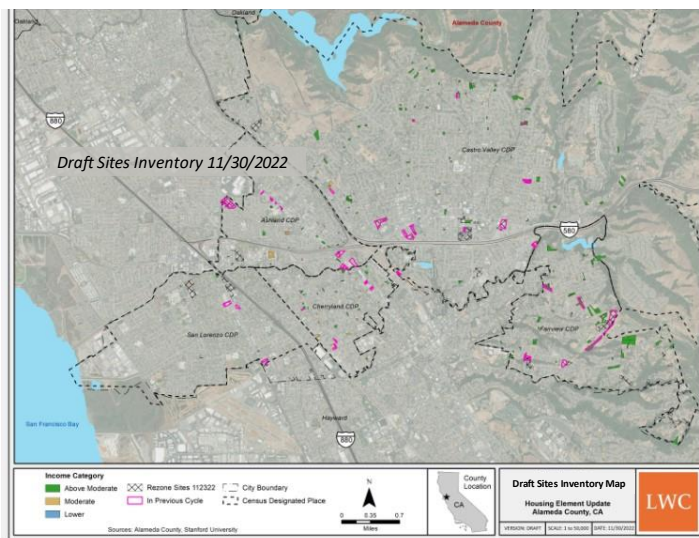 Oakland
Oakland
Alameda County
880
Draft Sites Inventory 11/30/2022
Castro Valley CDP
Ashland CDP
580
Cherryland CDP
San Lorenzo CDP
Fairview CDP
San Francisco Bay
Hayward
880
Income Category
Above Moderate
Moderate
Lower
Rezone Sites 112322
In Previous Cycle
City Boundary
Census Designated Place
Sources: Alameda County, Stanford University
N
0 0.35 0.7
Miles
County
Location
CA
Draft Sites Inventory Map
Housing Element Update
Alameda County, CA
VERSION: DRAFT SCALE: 1 to 50,000 DATE: 11/30/2022
LWC